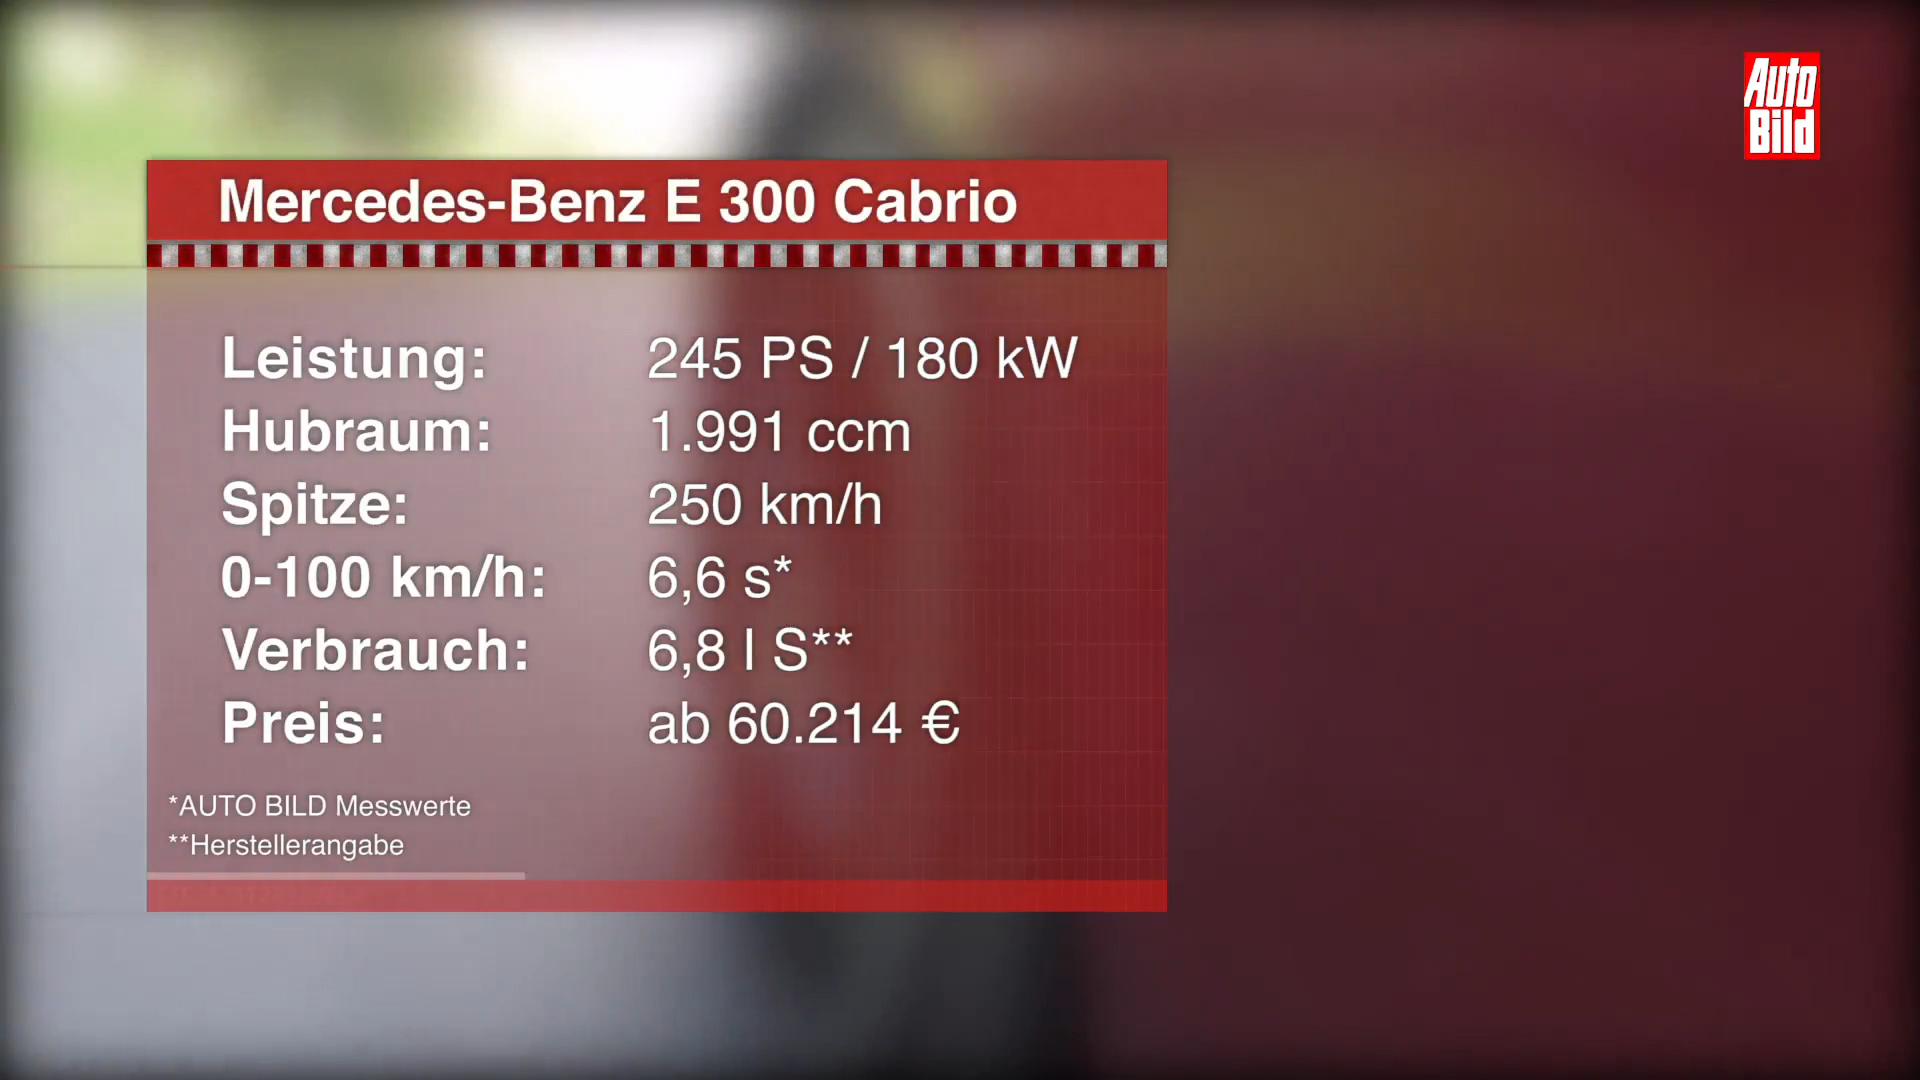 Auto
Bild
Mercedes-Benz E 300 Cabrio
Leistung: 245 PS / 180 kW
Hubraum: 1.991 ccm
Spitze: 250 km/h
0-100 km/h: 6,6 s*
Verbrauch: 6,8 l S**
Preis: ab 60.214 €
*AUTO BILD Messwerte
**Herstellerangabe